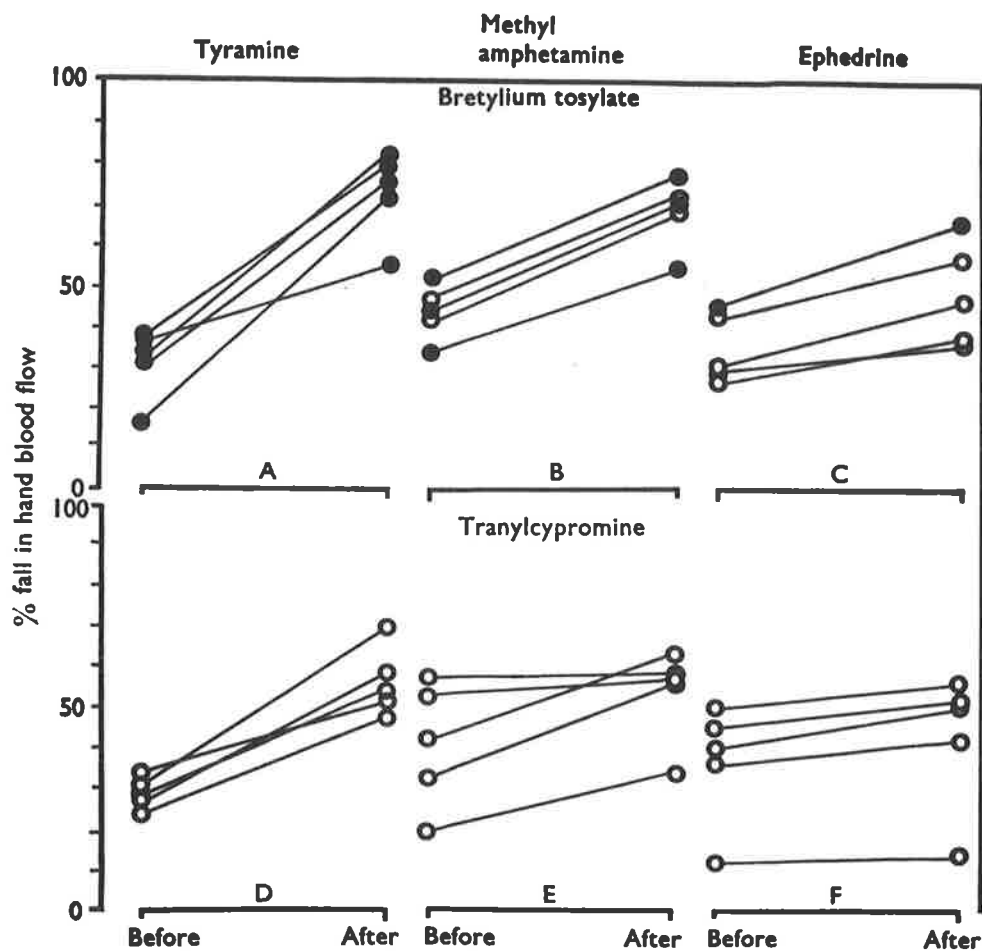 Tyramine
Methyl
amphetamine
Ephedrine
100
Bretylium tosylate
50
0
A
B
C
% fall in hand blood flow
100
Tranylcypromine
50
0
D
E
F
Before
After
Before
After
Before
After